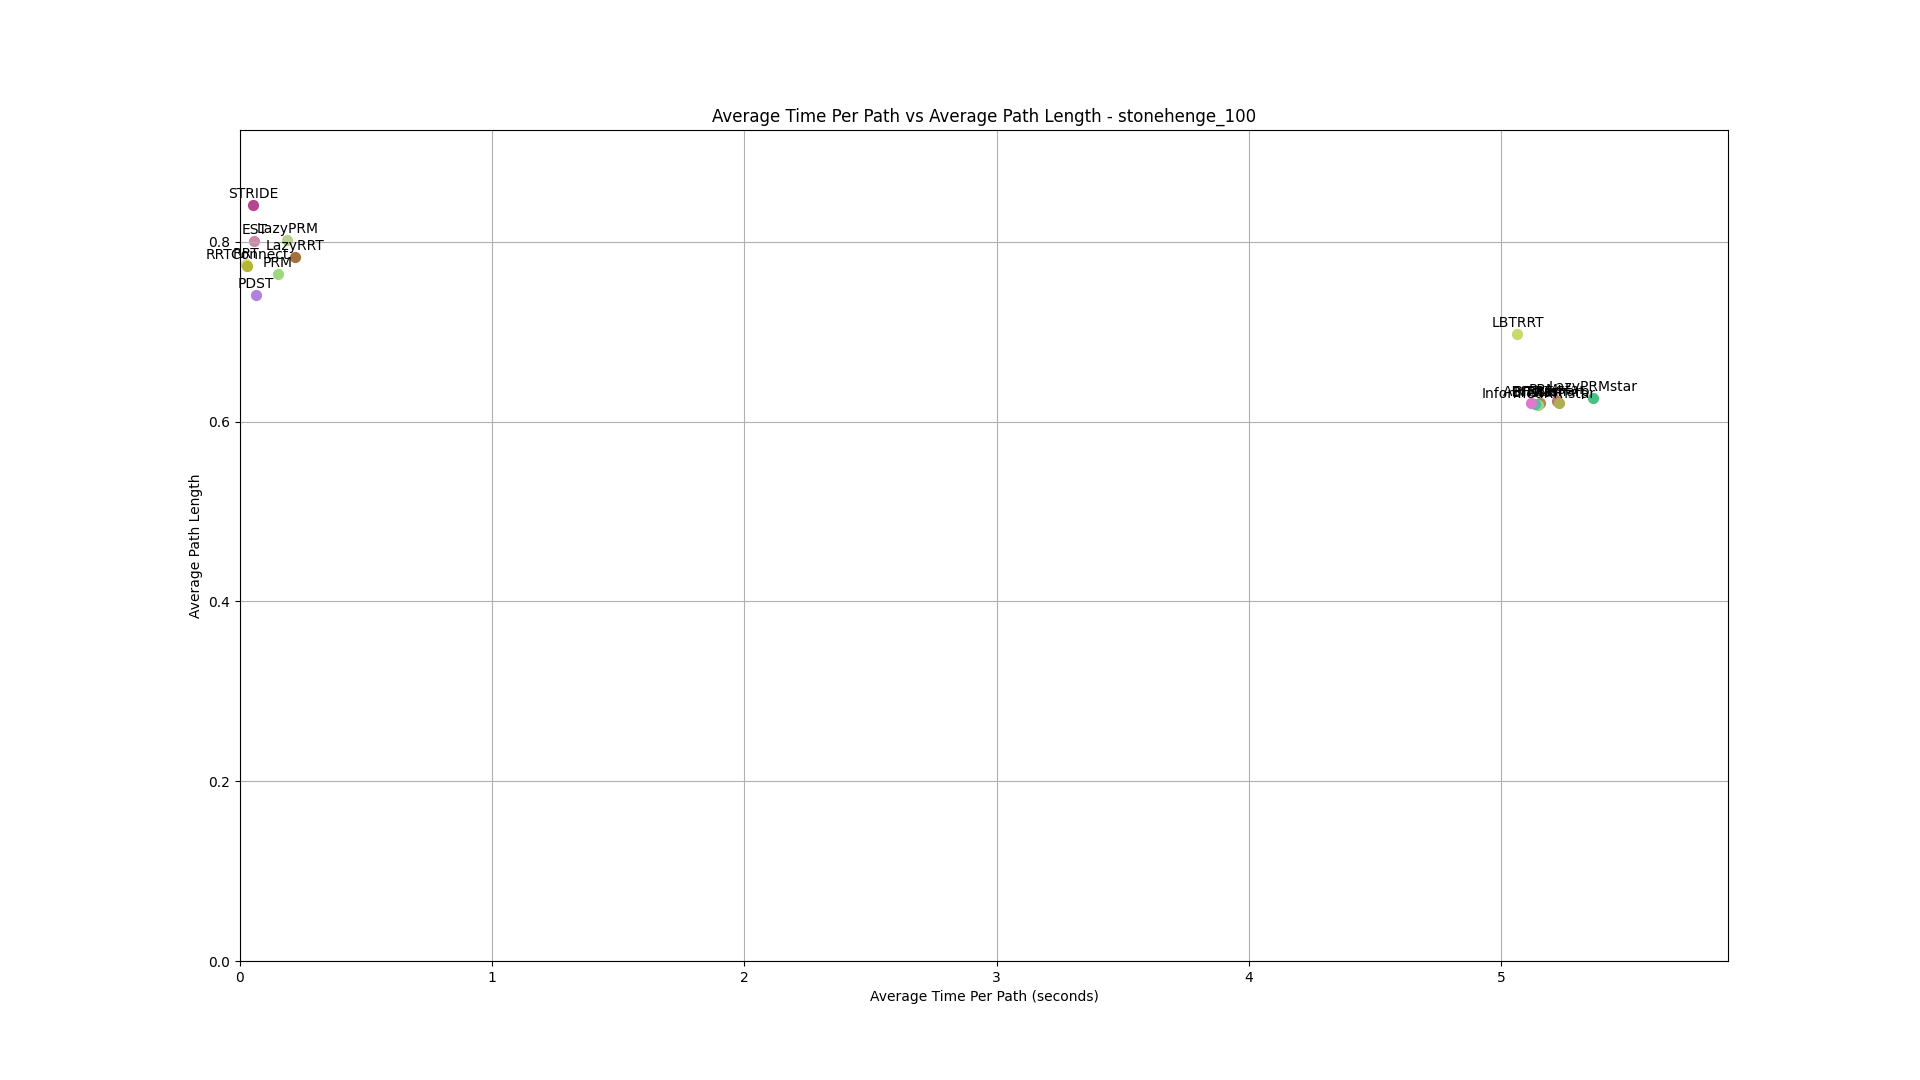 Average Time Per Path vs Average Path Length - stonehenge_100
STRIDE
EST
LazyPRM
LazyRRT
RRTConnect
RRT
PRM
PDST
LBTRRT
LazyPRMstar
InformedRRTstar
Average Path Length
0.8
0.6
0.4
0.2
0.0
0
1
2
3
4
5
Average Time Per Path (seconds)